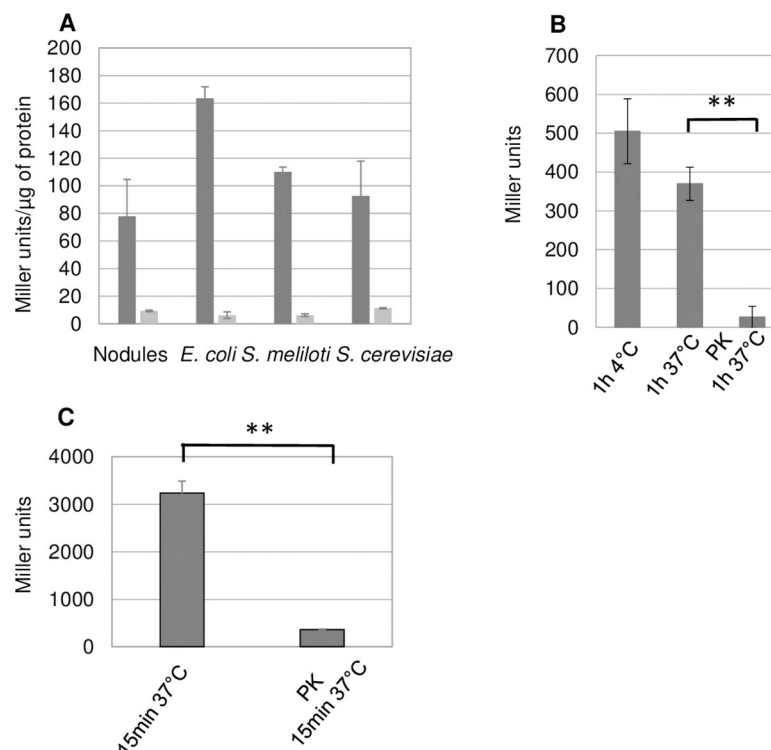 A
Miller units/µg of protein
200
180
160
140
120
100
80
60
40
20
0
Nodules E. coli S. meliloti S. cerevisiae
B
Miller units
700
600
500
400
300
200
100
0
**
1h 4°C
1h 37°C
PK
1h 37°C
C
Miller units
4000
3000
2000
1000
0
**
15min 37°C
PK
15min 37°C